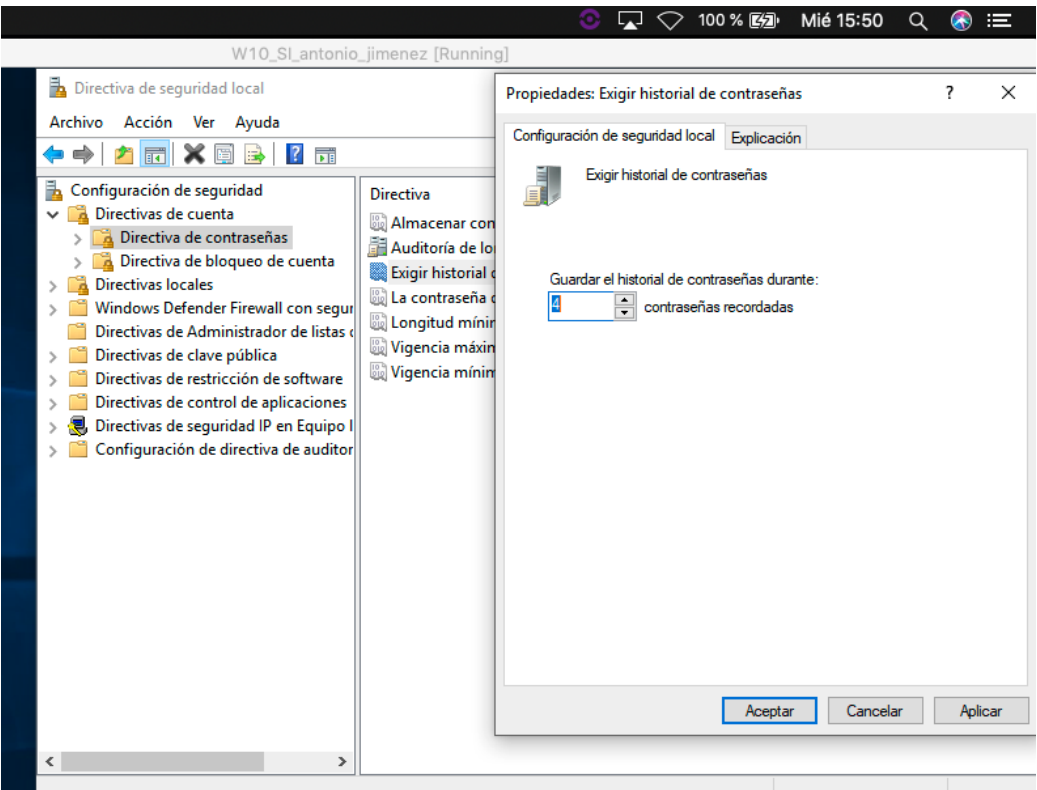 100 % Mié 15:50
W10_SI_antonio_jimenez [Running]
Directiva de seguridad local
Archivo Acción Ver Ayuda
Configuración de seguridad
Directivas de cuenta
Directiva de contraseñas
Directiva de bloqueo de cuenta
Directivas locales
Windows Defender Firewall con segur
Directivas de Administrador de listas
Directivas de clave pública
Directivas de restricción de software
Directivas de control de aplicaciones
Directivas de seguridad IP en Equipo l
Configuración de directiva de auditor
Directiva
Almacenar con
Auditoría de lo
Exigir historial
La contraseña
Longitud mínim
Vigencia máxim
Vigencia mínim
Propiedades: Exigir historial de contraseñas
?
Configuración de seguridad local Explicación
Exigir historial de contraseñas
Guardar el historial de contraseñas durante:
4 contraseñas recordadas
Aceptar Cancelar Aplicar